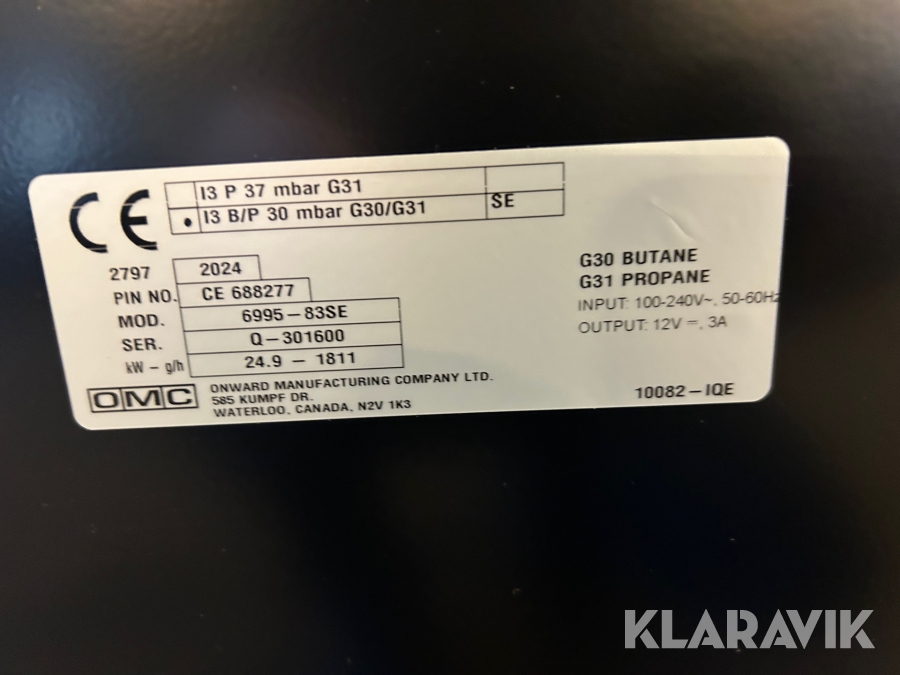 CE
I3 P 37 mbar G31
• I3 B/P 30 mbar G30/G31 SE
2797 2024
PIN NO. CE 688277
MOD. 6995-83SE
SER. Q-301600
kW - g/h 24.9 - 1811
G30 BUTANE
G31 PROPANE
INPUT: 100-240V~, 50-60Hz
OUTPUT: 12V ⎓, 3A
OMC
ONWARD MANUFACTURING COMPANY LTD.
585 KUMPF DR.
WATERLOO, CANADA, N2V 1K3
10082-IQE
KLARAVIK